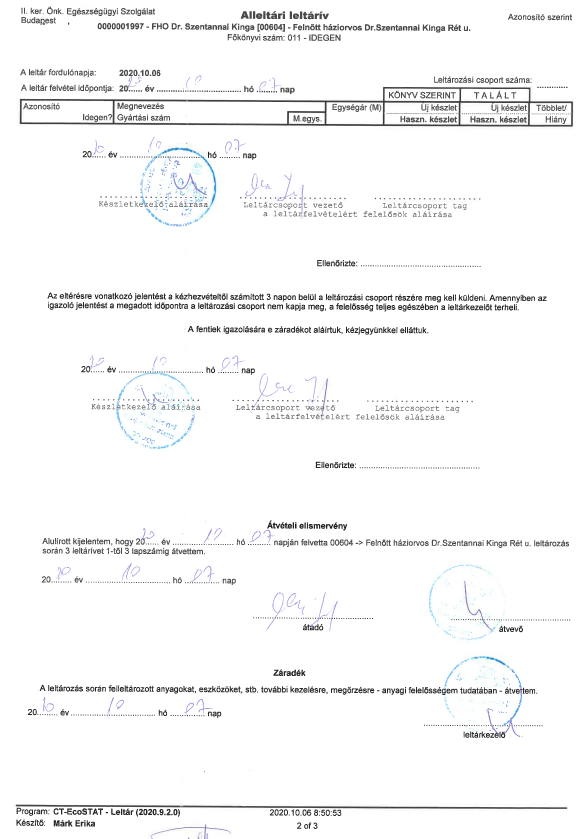 II. ker. Önk. Egészségügyi Szolgálat
Budapest ,
Alleltári leltárív
Azonosító szerint
0000001997 - FHO Dr. Szentannai Kinga [00604] - Felnőtt háziorvos Dr.Szentannai Kinga Rét u.
Főkönyvi szám: 011 - IDEGEN
A leltár fordulónapja: 2020.10.06
Leltározási csoport száma: ............
A leltár felvétel időpontja: 2020 év 10 hó 07 nap
KÖNYV SZERINT TALÁLT
Azonosító Megnevezés Egységár (M) Új készlet Új készlet Többlet/
Idegen? Gyártási szám M.egys. Haszn. készlet Haszn. készlet Hiány
2020 év 10 hó 07 nap
Készletkezelő aláírása Leltárcsoport vezető Leltárcsoport tag
a leltárfelvételért felelősök aláírása
Ellenőrizte: ........................................
Az eltérésre vonatkozó jelentést a kézhezvételtől számított 3 napon belül a leltározási csoport részére meg kell küldeni. Amennyiben az
igazoló jelentést a megadott időpontra a leltározási csoport nem kapja meg, a felelősség teljes egészében a leltárkezelőt terheli.
A fentiek igazolására e záradékot aláírtuk, kézjegyünkkel elláttuk.
2020 év 10 hó 07 nap
Készletkezelő aláírása Leltárcsoport vezető Leltárcsoport tag
a leltárfelvételért felelősök aláírása
Ellenőrizte: ........................................
Átvételi elismervény
Alulírott kijelentem, hogy 2020 év 10 hó 07 napján felvetta 00604 -> Felnőtt háziorvos Dr.Szentannai Kinga Rét u. leltározás
során 3 leltárívet 1-től 3 lapszámig átvettem.
2020 év 10 hó 07 nap
átadó átvevő
Záradék
A leltározás során felleltározott anyagokat, eszközöket, stb. további kezelésre, megőrzésre - anyagi felelősségem tudatában - átvettem.
2020 év 10 hó 07 nap
leltárkezelő
Program: CT-EcoSTAT - Leltár (2020.9.2.0) 2020.10.06 8:50:53
Készítő: Márk Erika 2 of 3